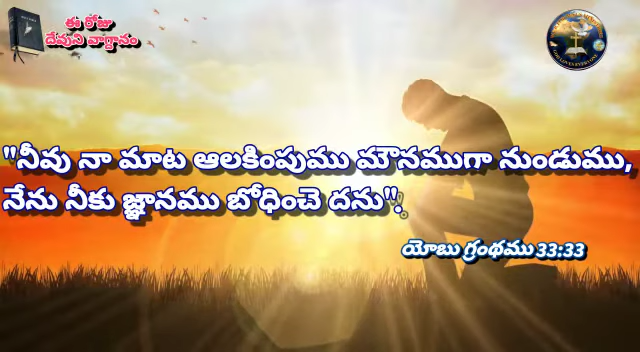 ఈ రోజు
దేవుని వాగ్దానం
"నీవు నా మాట ఆలకింపుము మౌనముగా నుండుము,
నేను నీకు జ్ఞానము బోధించె దను".
యోబు గ్రంథము 33:33